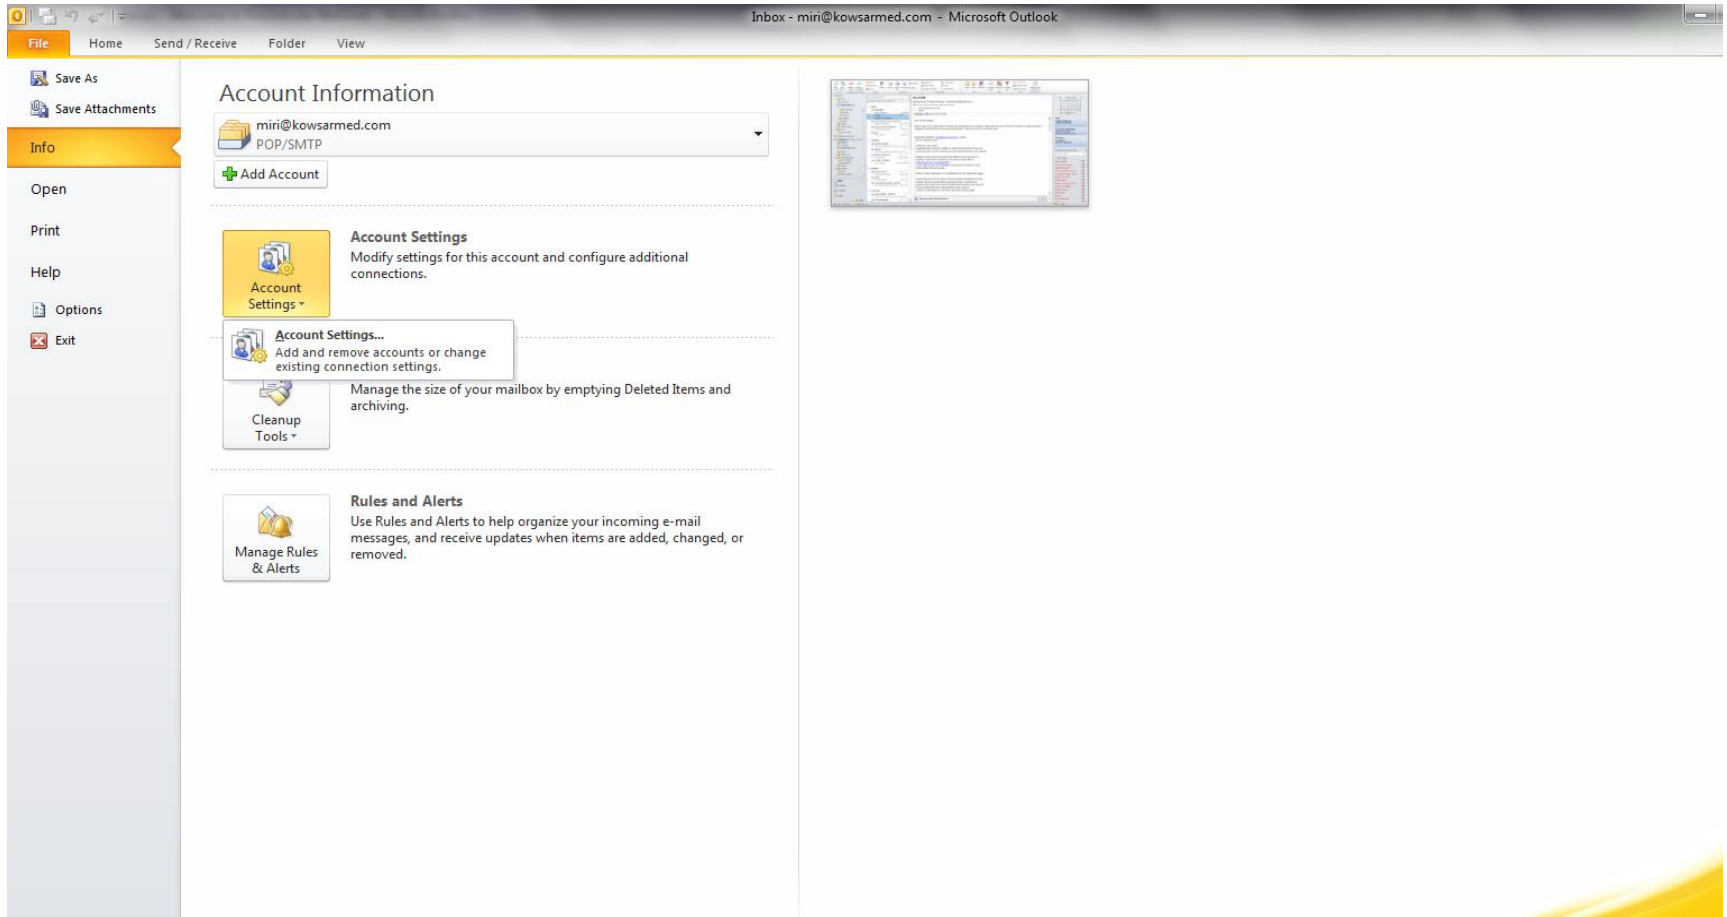 Inbox - miri@kowsarmed.com - Microsoft Outlook
File Home Send / Receive Folder View
Save As
Save Attachments
Info
Open
Print
Help
Options
Exit
Account Information
miri@kowsarmed.com
POP/SMTP
Add Account
Account Settings
Modify settings for this account and configure additional
connections.
Account
Settings
Account Settings...
Add and remove accounts or change
existing connection settings.
Manage the size of your mailbox by emptying Deleted Items and
archiving.
Cleanup
Tools
Rules and Alerts
Use Rules and Alerts to help organize your incoming e-mail
messages, and receive updates when items are added, changed, or
removed.
Manage Rules
& Alerts